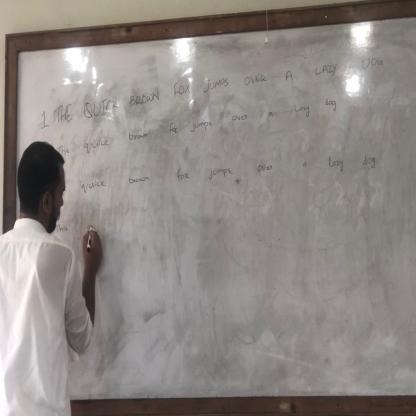 1 THE QUICK BROWN FOX JUMPS OVER A LAZY DOG
The quick brown fox jumps over a lazy dog
quick brown fox jumps over a lazy dog
The